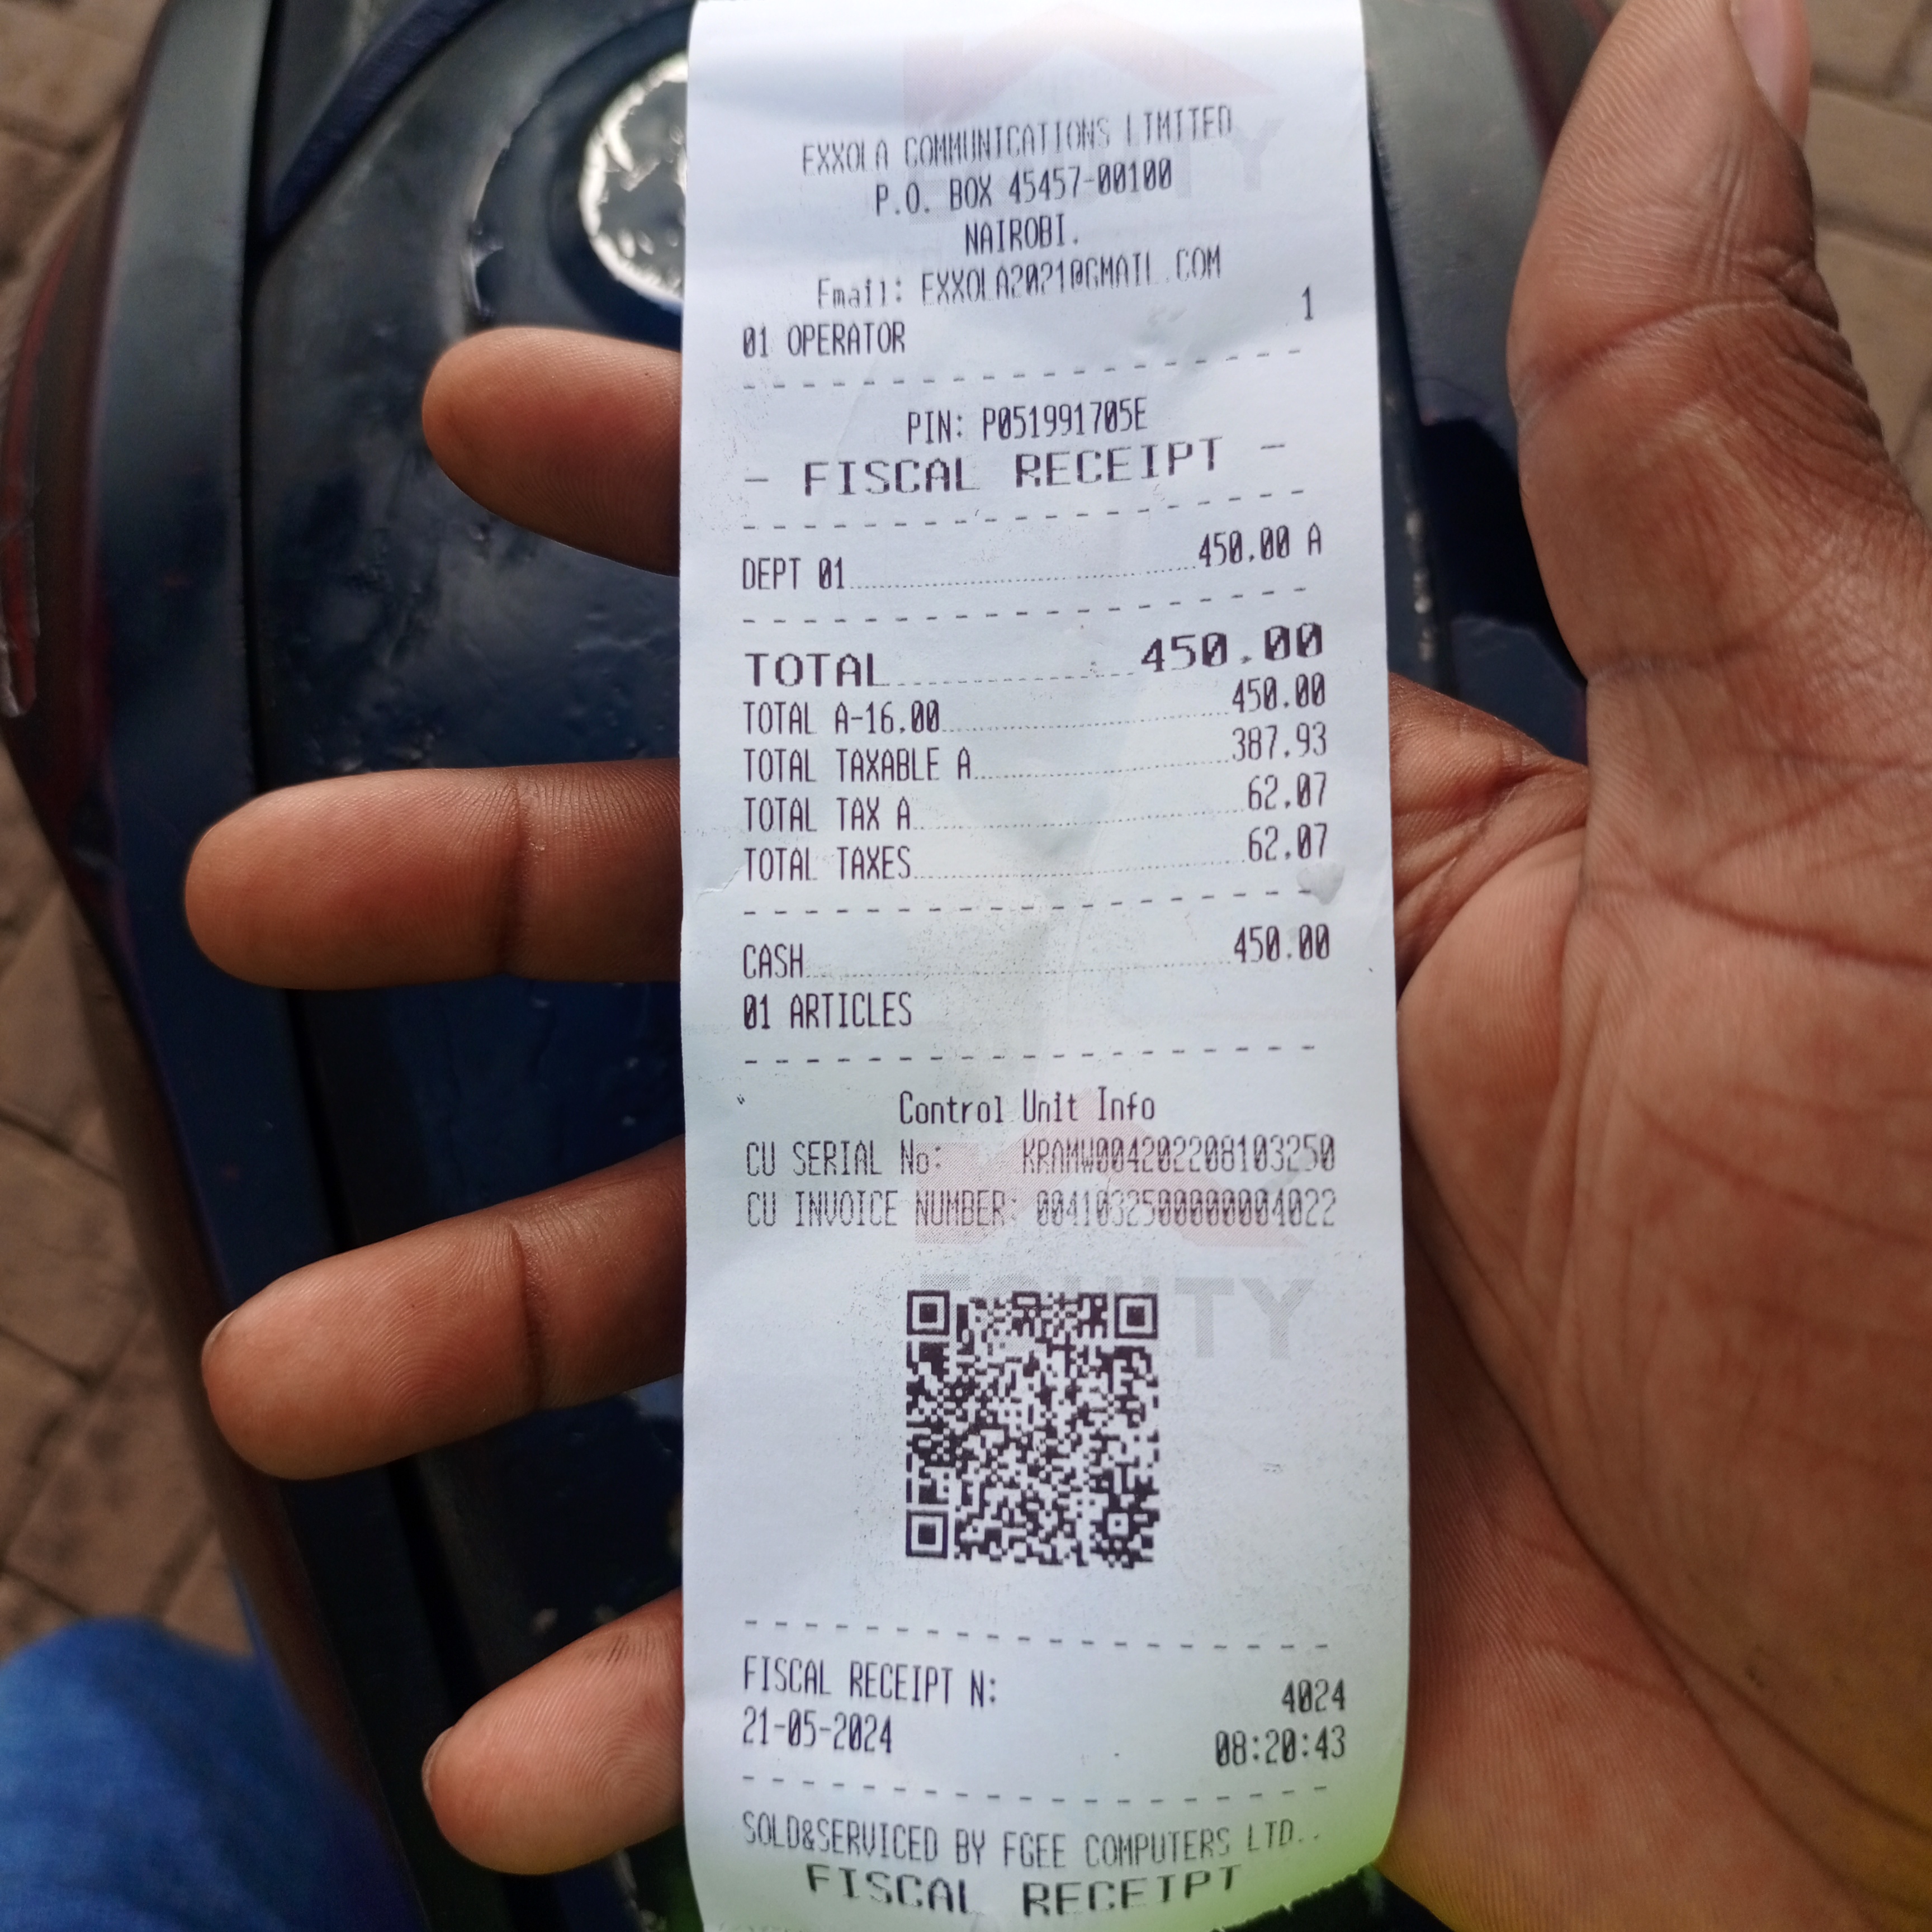 EXXOLA COMMUNICATIONS LIMITED
P.O. BOX 45457-00100
NAIROBI.
Email: EXXOLA2021@GMAIL.COM
01 OPERATOR 1
PIN: P051991705E
- FISCAL RECEIPT -
DEPT 01 450.00 A
TOTAL 450.00
TOTAL A-16.00 450.00
TOTAL TAXABLE A 387.93
TOTAL TAX A 62.07
TOTAL TAXES 62.07
CASH 450.00
01 ARTICLES
Control Unit Info
CU SERIAL No: KRAMW004202208103250
CU INVOICE NUMBER: 0041032500000004022
EQUITY
FISCAL RECEIPT N: 4024
21-05-2024 08:20:43
SOLD&SERVICED BY FGEE COMPUTERS LTD..
FISCAL RECEIPT